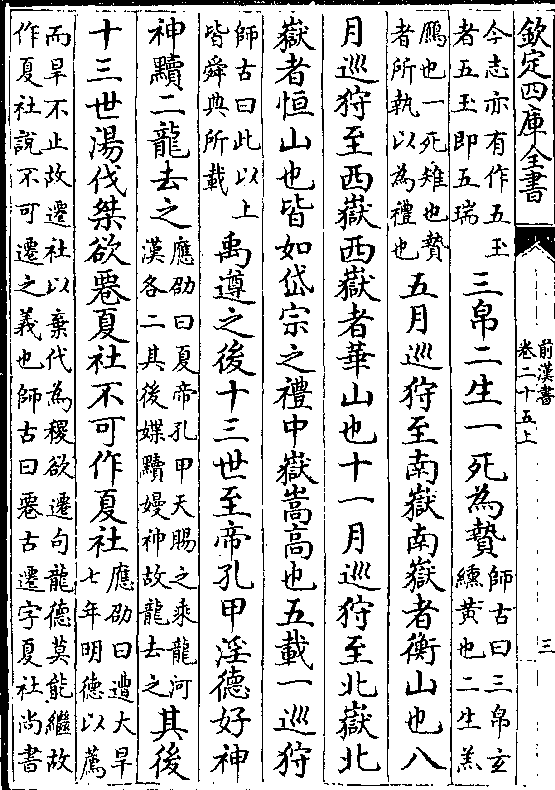 欽定四庫全書
前漢書
卷二十五上
三
今志亦有作五玉
者五玉即五瑞
三帛二生一死為贄
師古曰三帛玄
纁黄也二生羔
鴈也一死雉也贄
者所執以為禮也
五月巡狩至南嶽南嶽者衡山也八
月巡狩至西嶽西嶽者華山也十一月巡狩至北嶽北
嶽者恒山也皆如岱宗之禮中嶽嵩高也五載一巡狩
師古曰此以上
皆舜典所載
禹遵之後十三世至帝孔甲淫德好神
神黷二龍去之
應劭曰夏帝孔甲天賜之乘龍河
漢各二其後媟黷嫚神故龍去之
其後
十三世湯伐桀欲䙴夏社不可作夏社
應劭曰遭大旱
七年明德以薦
而旱不止故遷社以棄代為稷欲遷句龍德莫能繼故
作夏社說不可遷之義也師古曰䙴古遷字夏社尚書